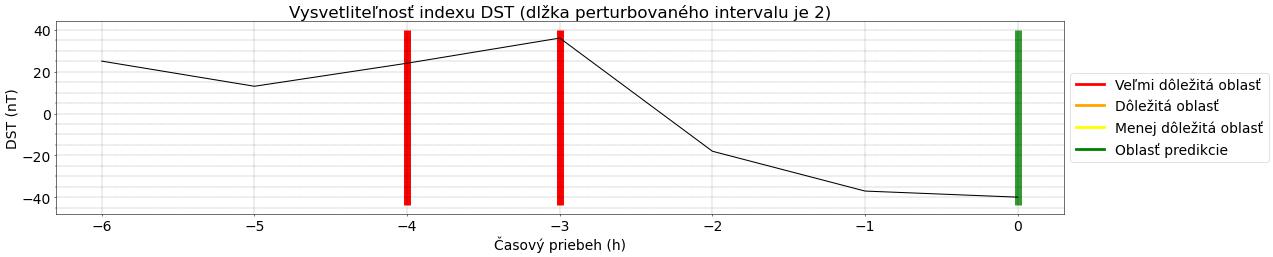 Vysvetliteľnosť indexu DST (dĺžka perturbovaného intervalu je 2)
40
20
0
−20
−40
DST (nT)
−6 −5 −4 −3 −2 −1 0
Časový priebeh (h)
Veľmi dôležitá oblasť
Dôležitá oblasť
Menej dôležitá oblasť
Oblasť predikcie